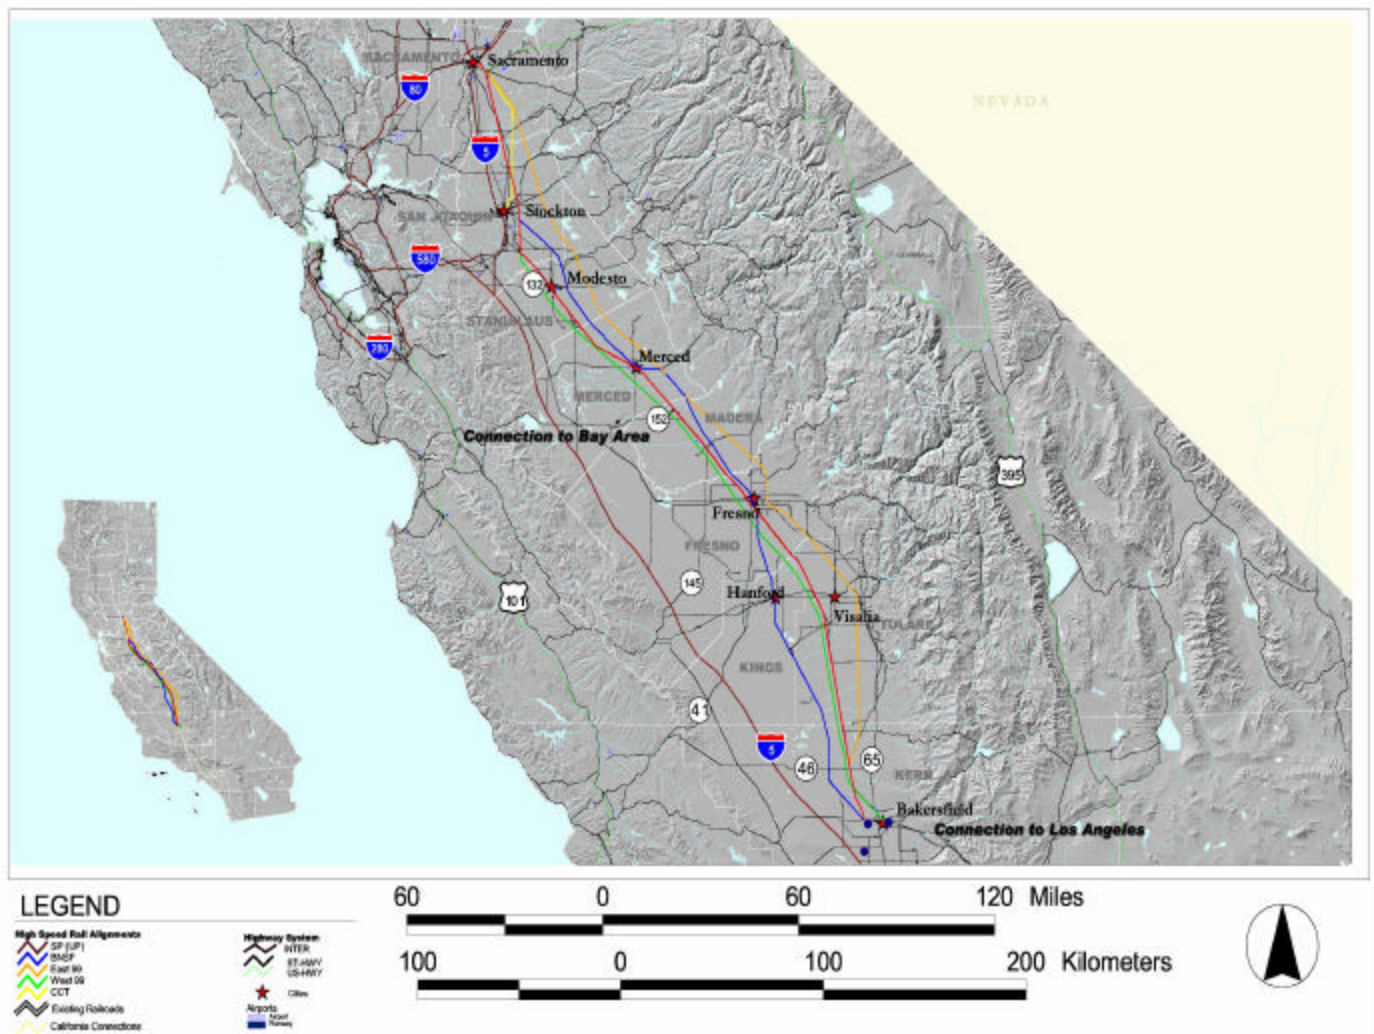 NEVADA
SACRAMENTO
Sacramento
80
5
SAN JOAQUIN
Stockton
580
132
Modesto
STANISLAUS
280
Merced
MERCED
152
MADERA
Connection to Bay Area
395
Fresno
FRESNO
145
101
Hanford
Visalia
TULARE
KINGS
41
5
46
65
KERN
Bakersfield
Connection to Los Angeles
LEGEND
High Speed Rail Alignments
SP (UP)
BNSF
East 99
West 99
CCT
Existing Railroads
California Connections
Highway System
INTER
ST-HWY
US-HWY
Cities
Airports
Airport
Runway
60 0 60 120 Miles
100 0 100 200 Kilometers